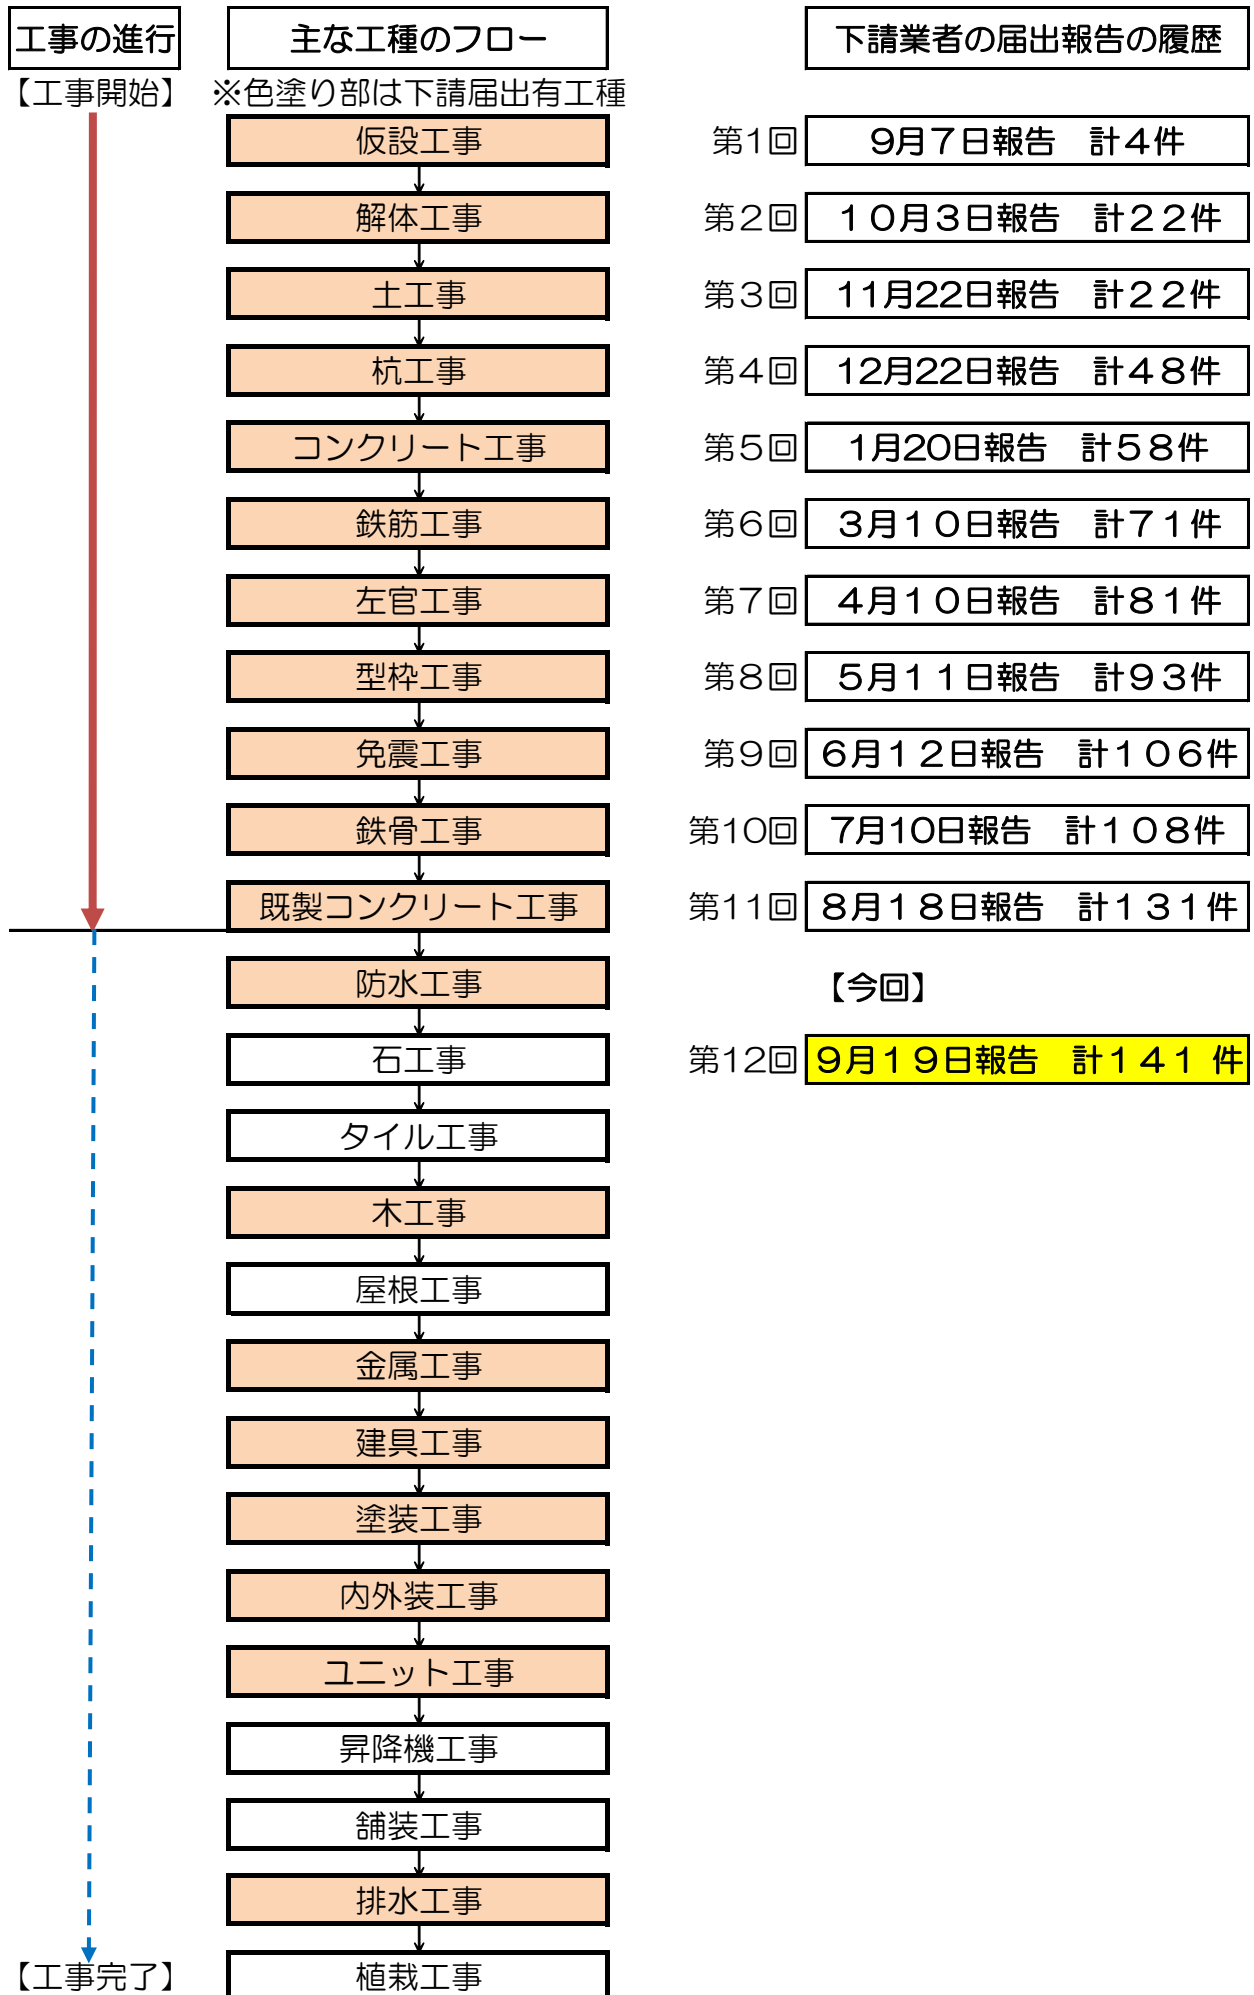 工事の進行
主な工種のフロー
下請業者の届出報告の履歴
【工事開始】
※色塗り部は下請届出有工種
仮設工事
第1回
9月7日報告　計4件
解体工事
第２回
１０月３日報告　計２２件
土工事
第３回
11月22日報告　計２２件
杭工事
第４回
12月22日報告　計４８件
コンクリート工事
第５回
1月20日報告　計５８件
鉄筋工事
第６回
３月１０日報告　計７１件
左官工事
第７回
４月１０日報告　計８１件
型枠工事
第８回
５月１１日報告　計９３件
免震工事
第９回
６月１２日報告　計１０６件
鉄骨工事
第10回
7月10日報告　計１０８件
既製コンクリート工事
第11回
８月１８日報告　計１３１件
防水工事
【今回】
石工事
第12回
９月１９日報告　計１４１ 件
タイル工事
木工事
屋根工事
金属工事
建具工事
塗装工事
内外装工事
ユニット工事
昇降機工事
舗装工事
排水工事
【工事完了】
植栽工事